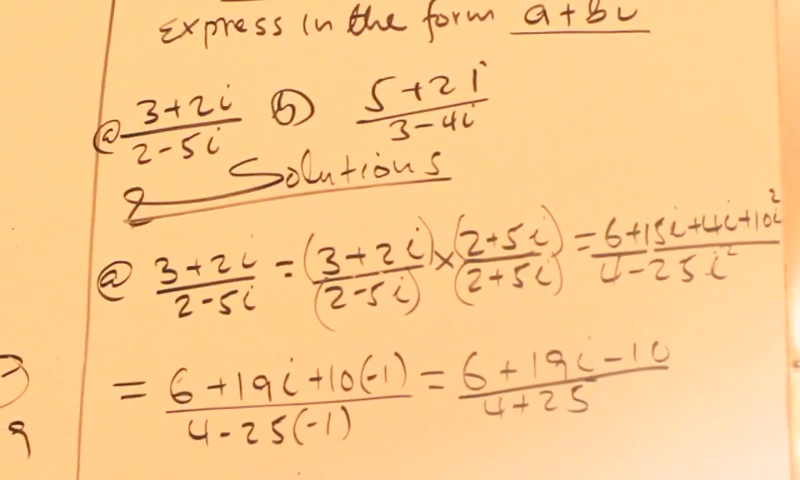 Express in the form a+bi
(a) 3+2i/2-5i (b) 5+2i/3-4i
Solutions
(a) 3+2i/2-5i = (3+2i)/(2-5i) × (2+5i)/(2+5i) = 6+15i+4i+10i²/4-25i²
= 6+19i+10(-1)/4-25(-1) = 6+19i-10/4+25